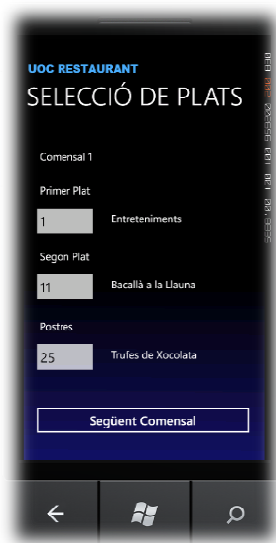 UOC RESTAURANT
SELECCIÓ DE PLATS
Comensal 1
Primer Plat
1 Entreteniments
Segon Plat
11 Bacallà a la Llauna
Postres
25 Trufes de Xocolata
Següent Comensal